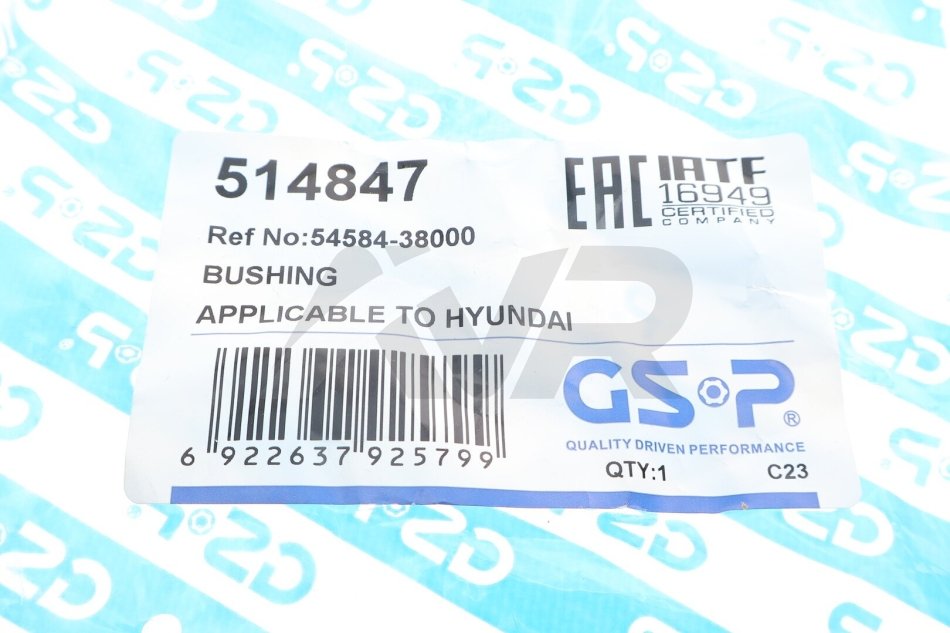 514847
EAC
IATF
16949
CERTIFIED
COMPANY
Ref No:54584-38000
BUSHING
APPLICABLE TO HYUNDAI
GSP®
QUALITY DRIVEN PERFORMANCE
6 922637 925799
QTY:1
C23